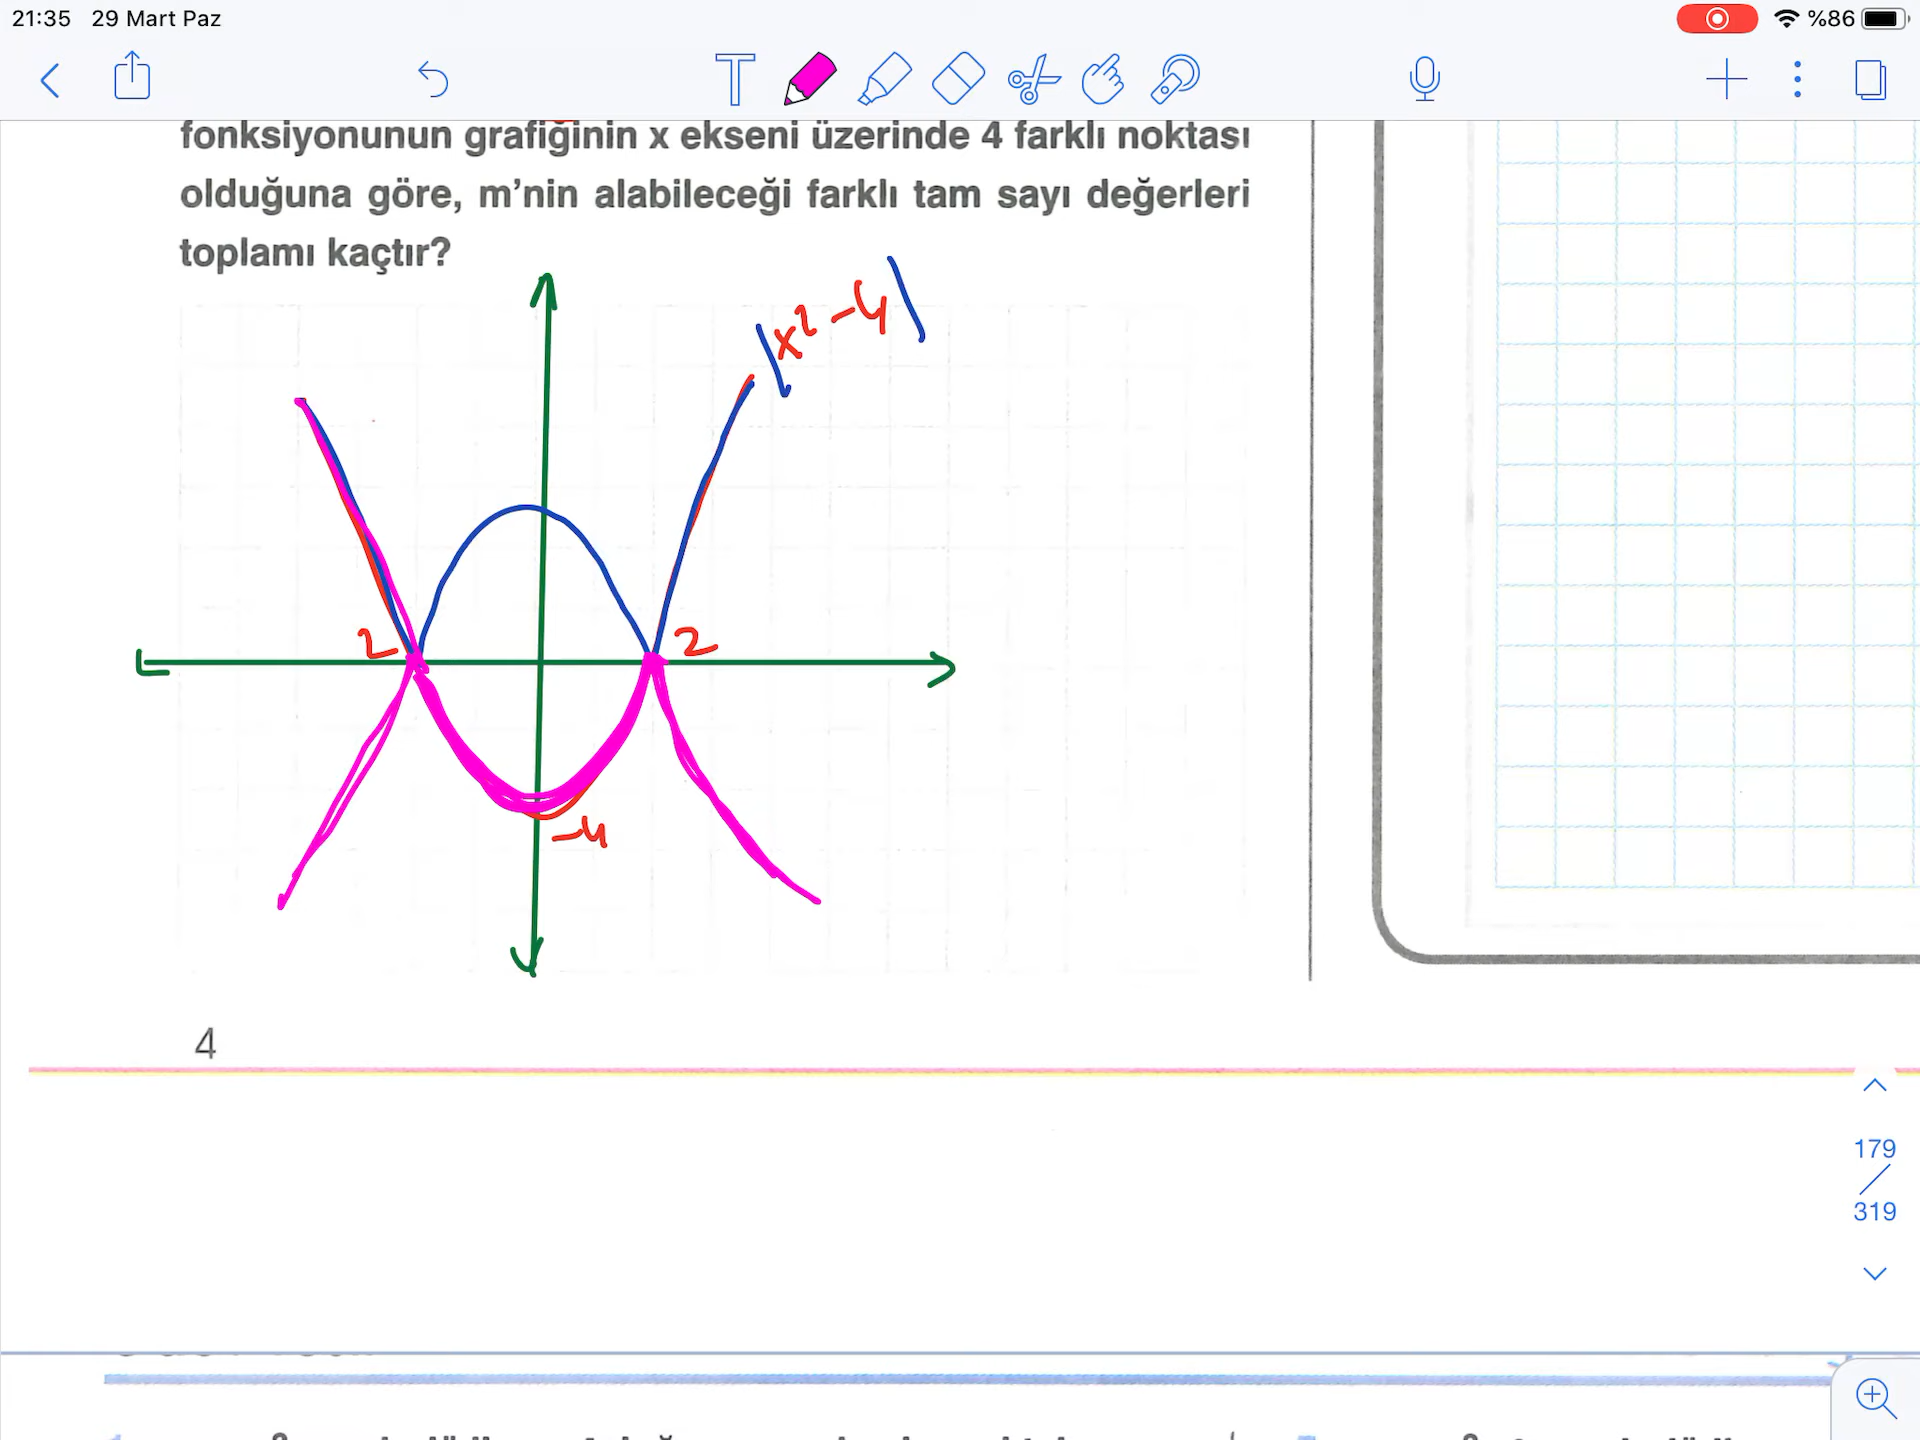 21:35 29 Mart Paz %86
fonksiyonunun grafiğinin x ekseni üzerinde 4 farklı noktası
olduğuna göre, m'nin alabileceği farklı tam sayı değerleri
toplamı kaçtır?
|x²-4|
2 2
-4
4
179
319